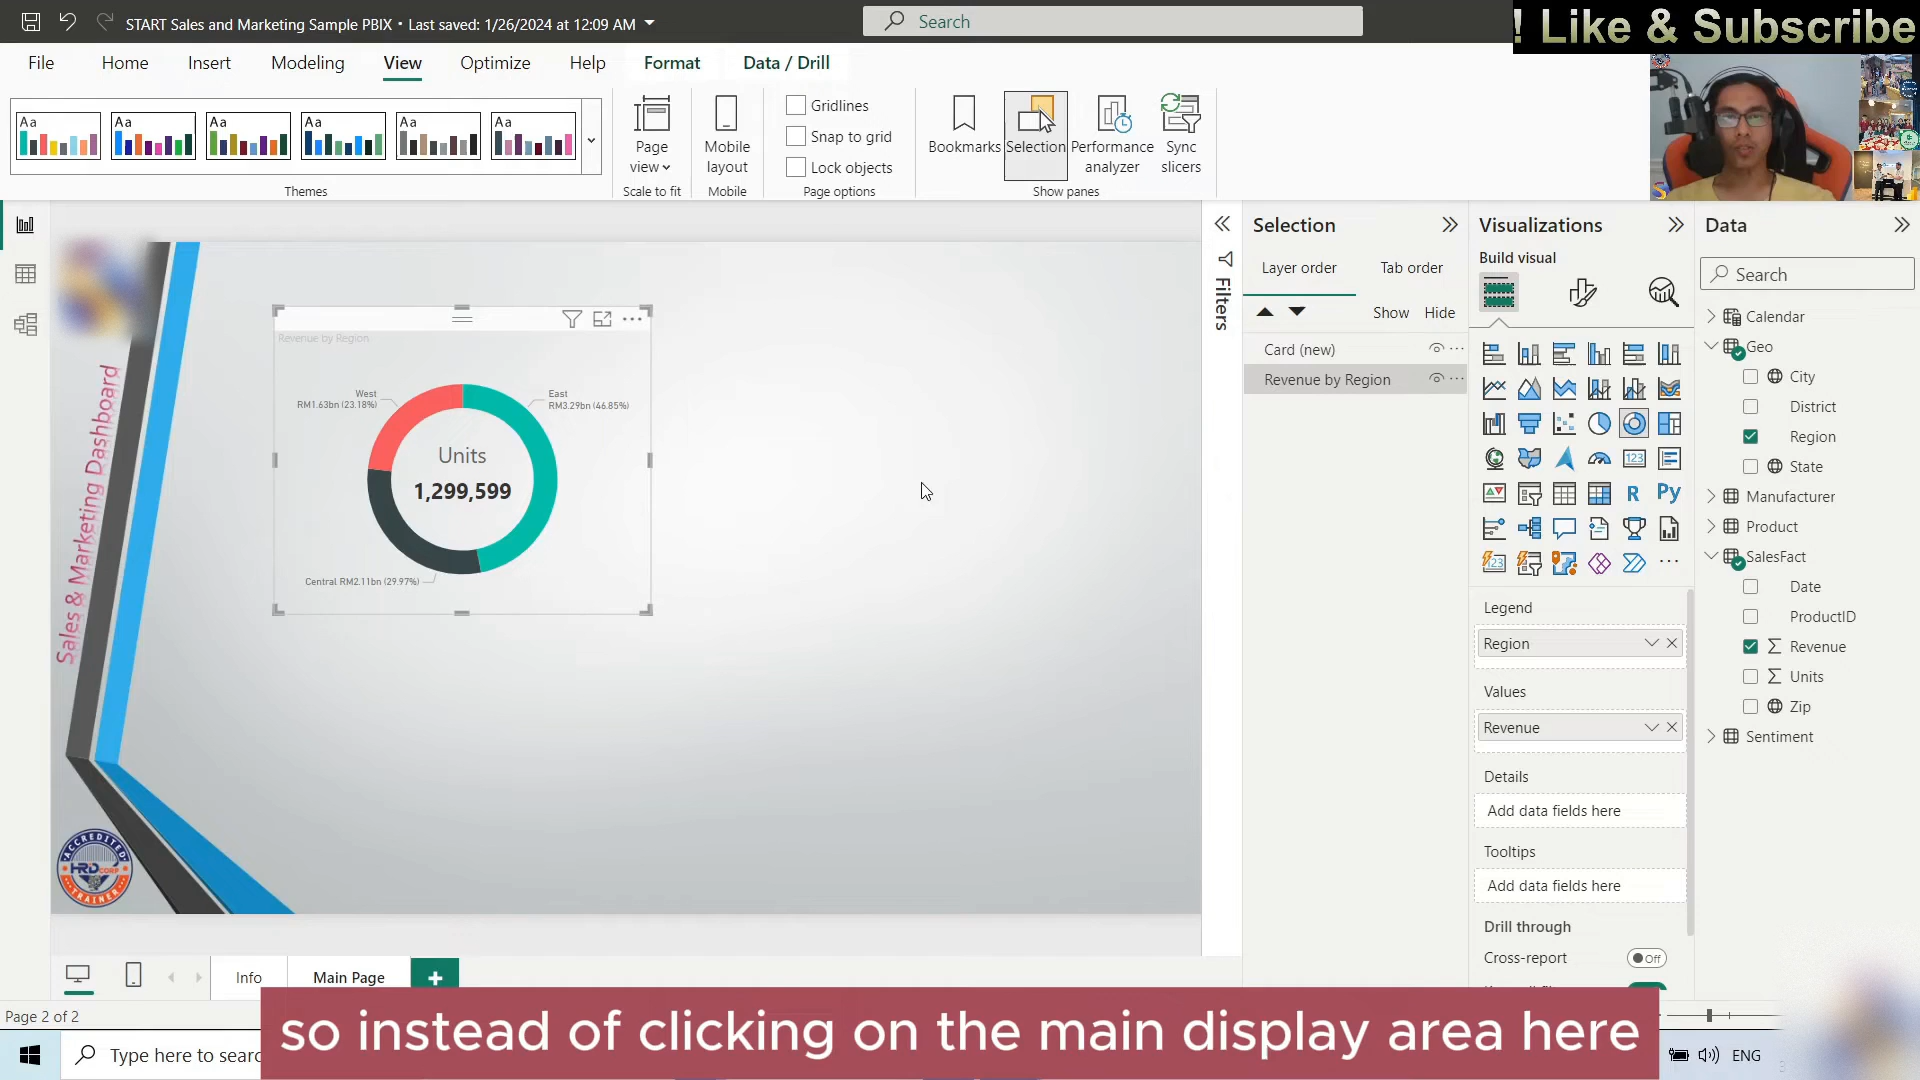 START Sales and Marketing Sample PBIX • Last saved: 1/26/2024 at 12:09 AM
Search
! Like & Subscribe
File
Home
Insert
Modeling
View
Optimize
Help
Format
Data / Drill
Aa
Aa
Aa
Aa
Aa
Aa
Page view
Mobile layout
Gridlines
Snap to grid
Lock objects
Bookmarks
Selection
Performance analyzer
Sync slicers
Themes
Scale to fit
Mobile
Page options
Show panes
Sales & Marketing Dashboard
ACCREDITED
HRD CORP
TRAINER
Revenue by Region
West
RM1.63bn (23.18%)
East
RM3.29bn (46.85%)
Units
1,299,599
Central RM2.11bn (29.97%)
Filters
Selection
Layer order
Tab order
Show
Hide
Card (new)
Revenue by Region
Visualizations
Build visual
123
R
Py
123
Legend
Region
Values
Revenue
Details
Add data fields here
Tooltips
Add data fields here
Drill through
Cross-report
Off
Data
Search
Calendar
Geo
City
District
Region
State
Manufacturer
Product
SalesFact
Date
ProductID
Revenue
Units
Zip
Sentiment
Info
Main Page
Page 2 of 2
so instead of clicking on the main display area here
Type here to searc
ENG